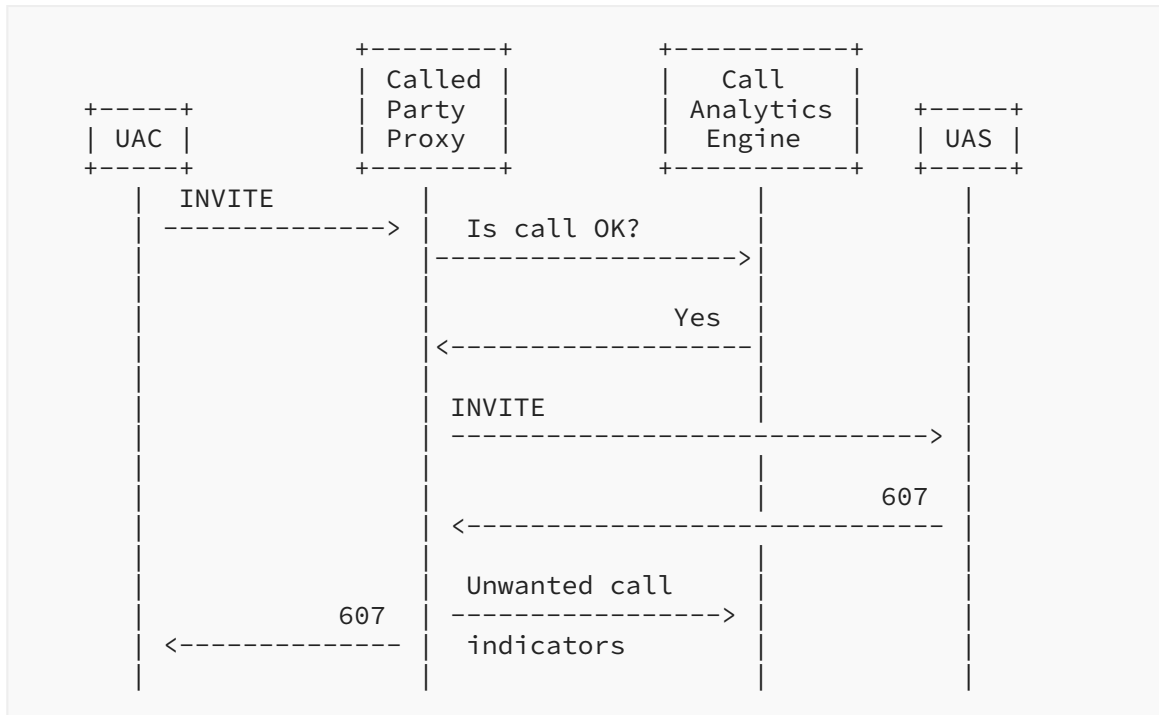 +--------+         +-----------+
                    | Called |         |   Call    |
  +-----+           | Party  |         | Analytics |   +-----+
  | UAC |           | Proxy  |         |  Engine   |   | UAS |
  +-----+           +--------+         +-----------+   +-----+
     |  INVITE          |                    |            |
     | --------------> |  Is call OK?       |            |
     |                  |------------------->|            |
     |                  |                    |            |
     |                  |               Yes  |            |
     |                  |<-------------------|            |
     |                  |                    |            |
     |                  | INVITE             |            |
     |                  | ------------------------------> |
     |                  |                    |            |
     |                  |                    |       607  |
     |                  | <------------------------------ |
     |                  |                    |            |
     |                  |  Unwanted call     |            |
     |            607   | -----------------> |            |
     | <--------------- |  indicators        |            |
     |                  |                    |            |